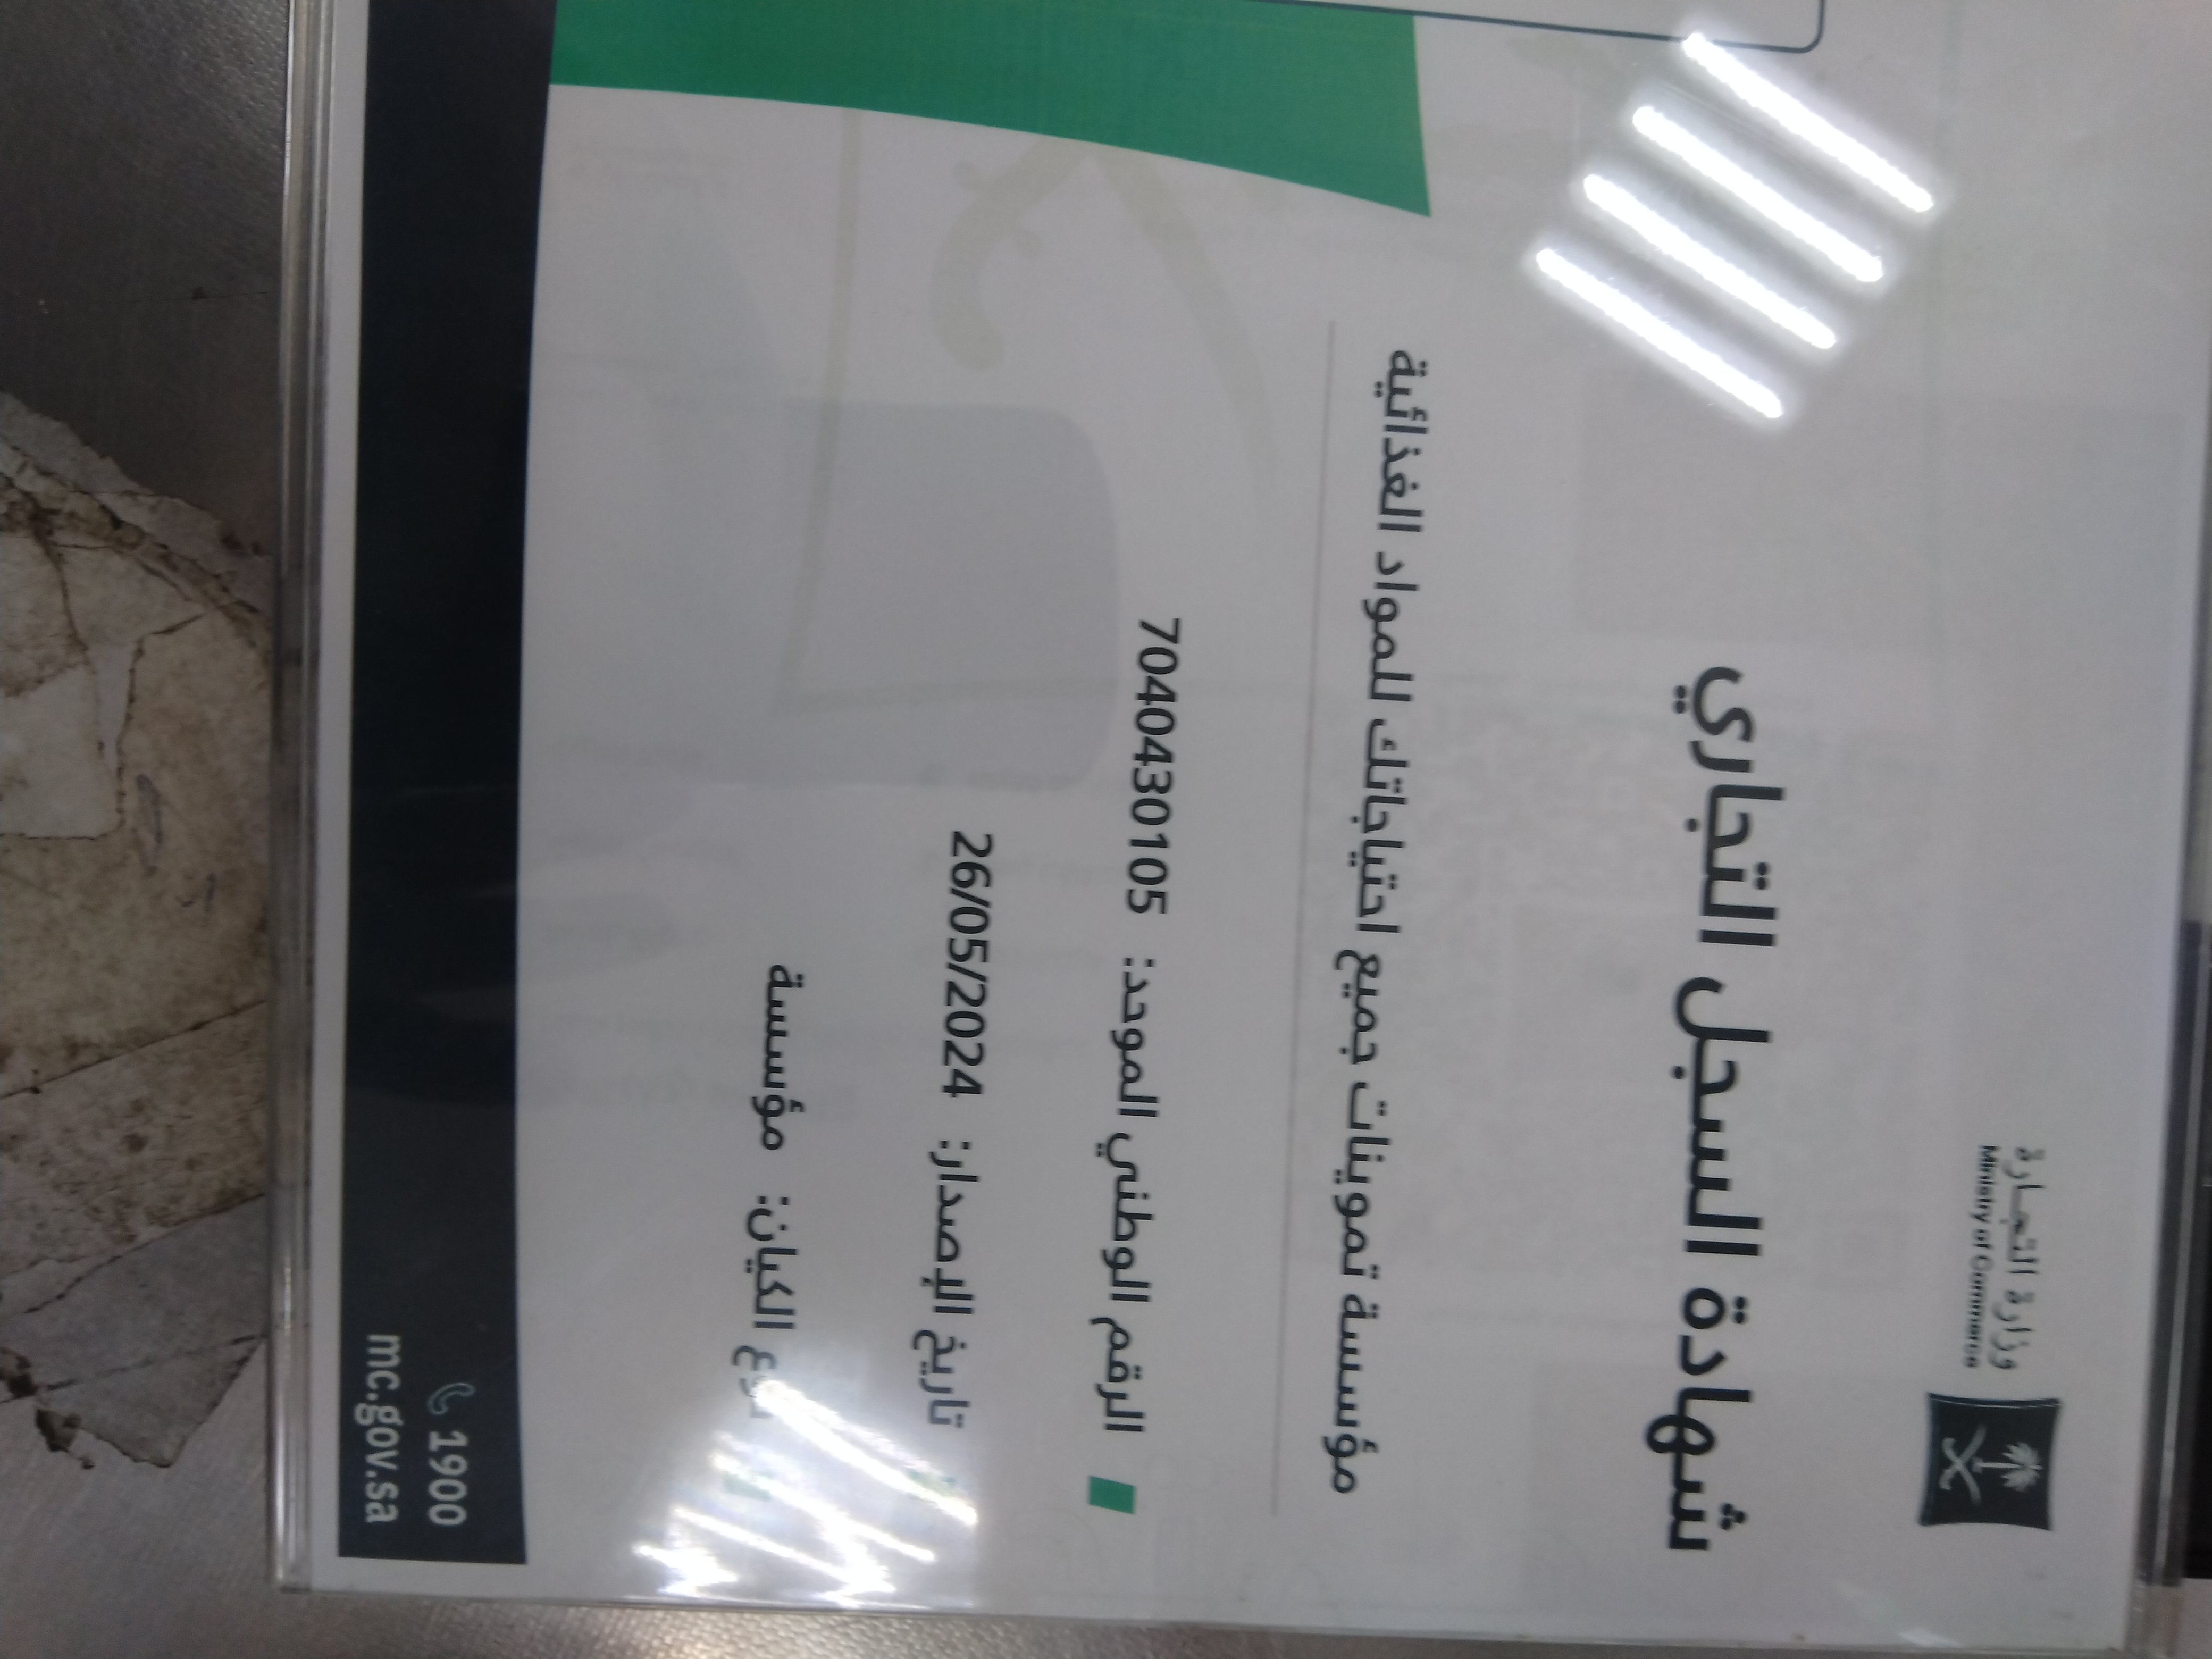 وزارة التجارة
Ministry of Commerce
شهادة السجل التجاري
مؤسسة تموينات جميع احتياجاتك للمواد الغذائية
الرقم الوطني الموحد: 7040430105
تاريخ الإصدار: 26/05/2024
نوع الكيان: مؤسسة
1900
mc.gov.sa